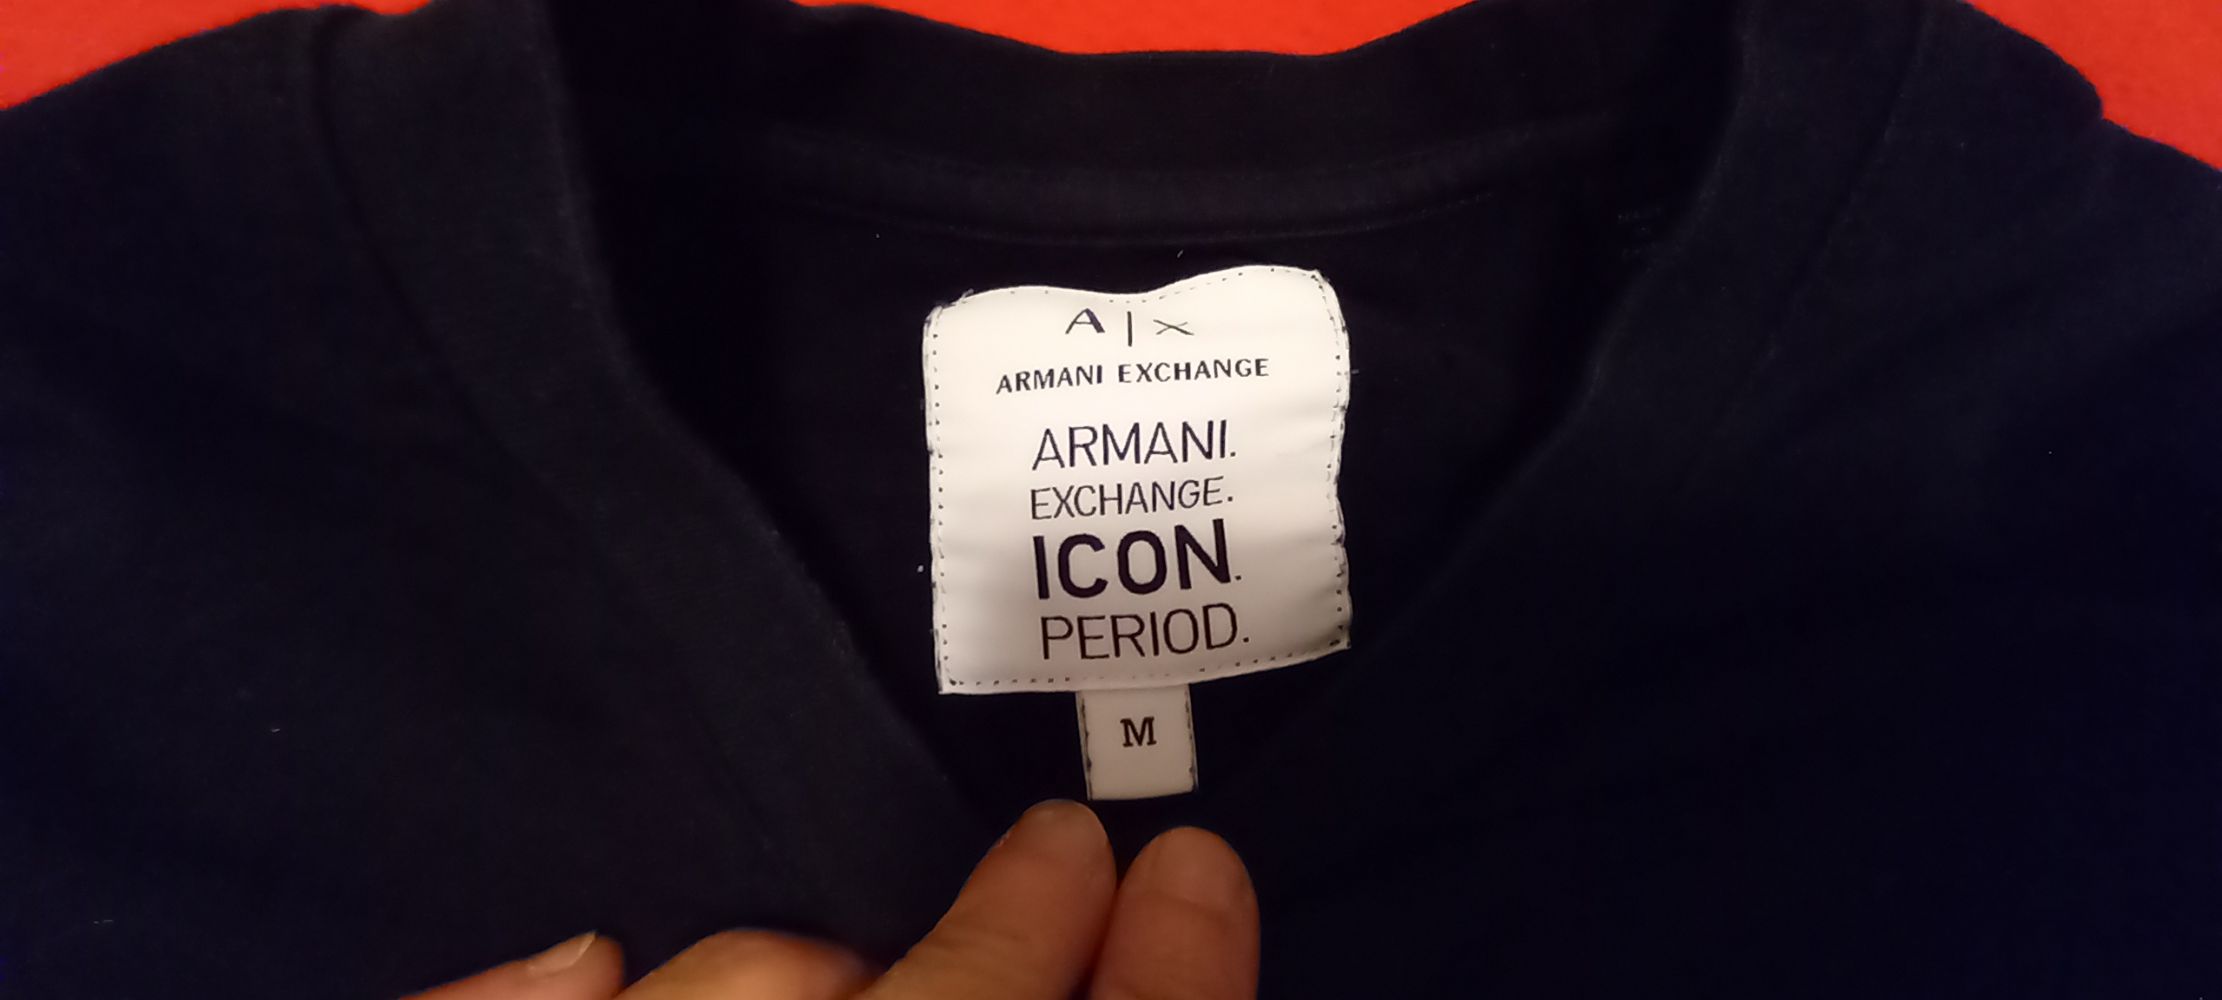 A|X
ARMANI EXCHANGE
ARMANI.
EXCHANGE.
ICON.
PERIOD.
M